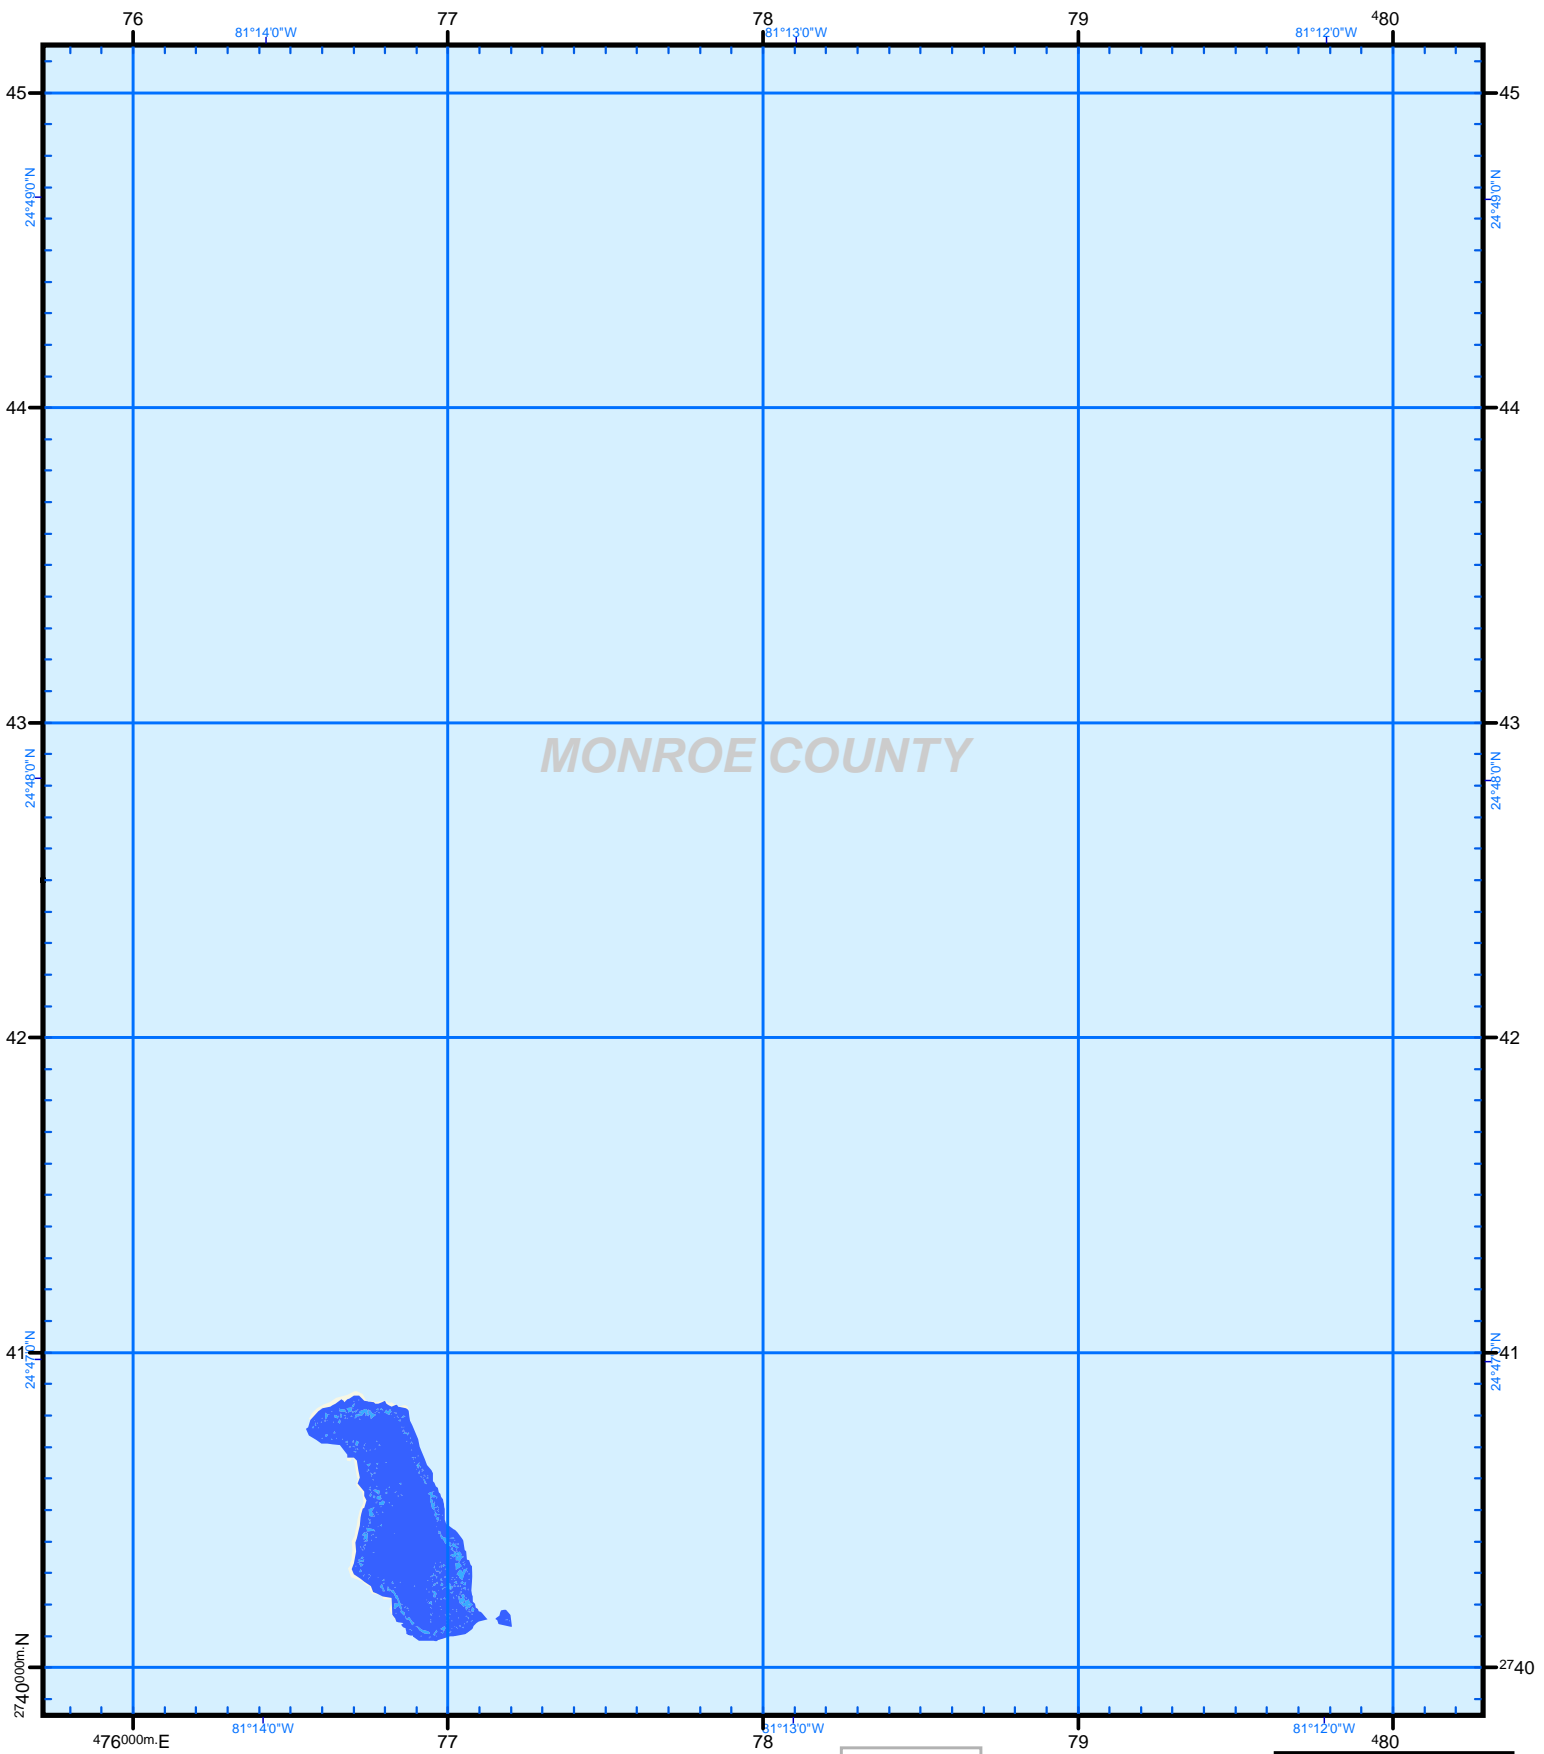 76 77 78 79 480
81°14'0"W 81°13'0"W 81°12'0"W
45 45
24°49'0"N 24°49'0"N
44 44
43 43
MONROE COUNTY
24°48'0"N 24°48'0"N
42 42
41 41
24°47'0"N 24°47'0"N
2740000m.N 2740
81°14'0"W 81°13'0"W 81°12'0"W
476000m.E 77 78 79 480